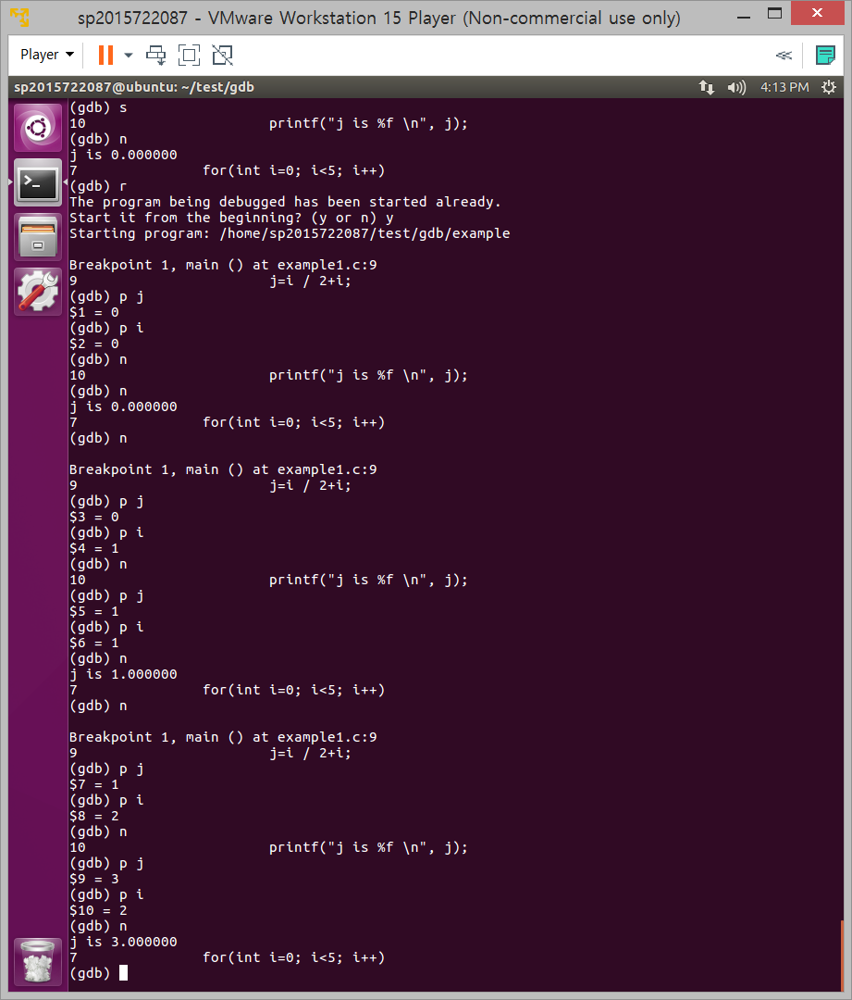 sp2015722087 - VMware Workstation 15 Player (Non-commercial use only)
Player
sp2015722087@ubuntu: ~/test/gdb 4:13 PM
(gdb) s
10                        printf("j is %f \n", j);
(gdb) n
j is 0.000000
7                for(int i=0; i<5; i++)
(gdb) r
The program being debugged has been started already.
Start it from the beginning? (y or n) y
Starting program: /home/sp2015722087/test/gdb/example
Breakpoint 1, main () at example1.c:9
9                        j=i / 2+i;
(gdb) p j
$1 = 0
(gdb) p i
$2 = 0
(gdb) n
10                        printf("j is %f \n", j);
(gdb) n
j is 0.000000
7                for(int i=0; i<5; i++)
(gdb) n
Breakpoint 1, main () at example1.c:9
9                        j=i / 2+i;
(gdb) p j
$3 = 0
(gdb) p i
$4 = 1
(gdb) n
10                        printf("j is %f \n", j);
(gdb) p j
$5 = 1
(gdb) p i
$6 = 1
(gdb) n
j is 1.000000
7                for(int i=0; i<5; i++)
(gdb) n
Breakpoint 1, main () at example1.c:9
9                        j=i / 2+i;
(gdb) p j
$7 = 1
(gdb) p i
$8 = 2
(gdb) n
10                        printf("j is %f \n", j);
(gdb) p j
$9 = 3
(gdb) p i
$10 = 2
(gdb) n
j is 3.000000
7                for(int i=0; i<5; i++)
(gdb)